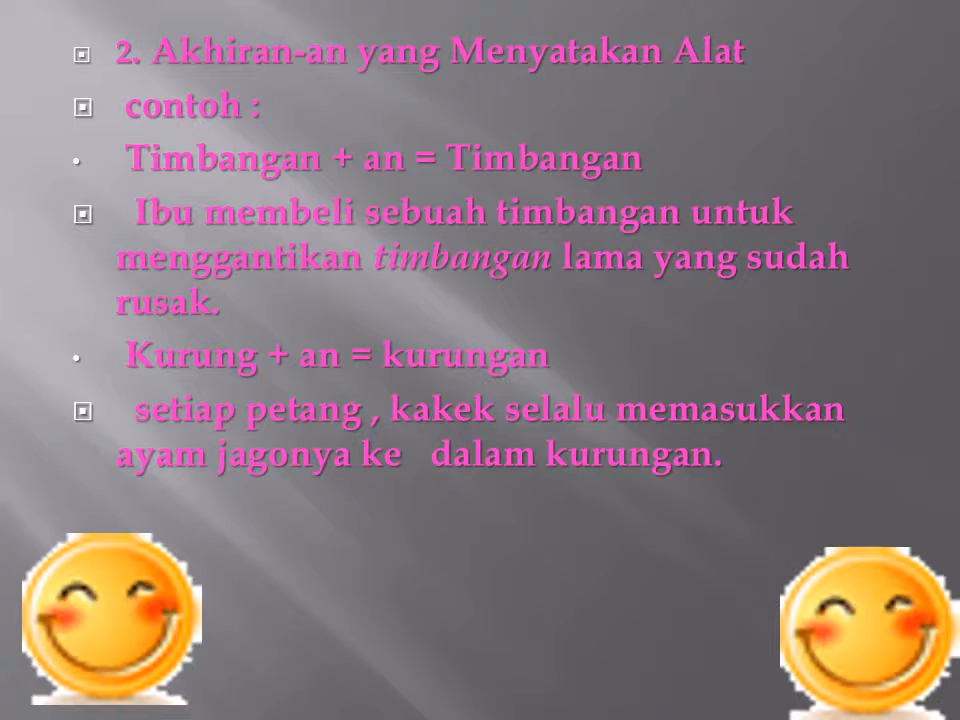 2. Akhiran-an yang Menyatakan Alat
contoh :
Timbangan + an = Timbangan
Ibu membeli sebuah timbangan untuk
menggantikan timbangan lama yang sudah
rusak.
Kurung + an = kurungan
setiap petang , kakek selalu memasukkan
ayam jagonya ke dalam kurungan.